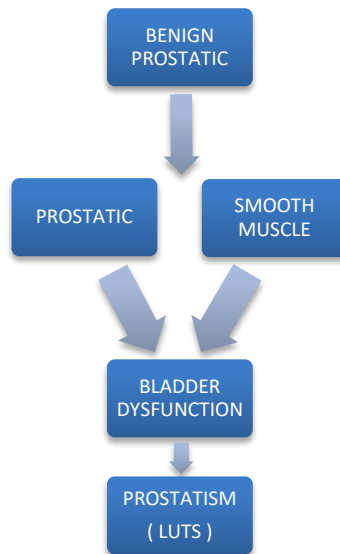 BENIGN
PROSTATIC
PROSTATIC
SMOOTH
MUSCLE
BLADDER
DYSFUNCTION
PROSTATISM
( LUTS )